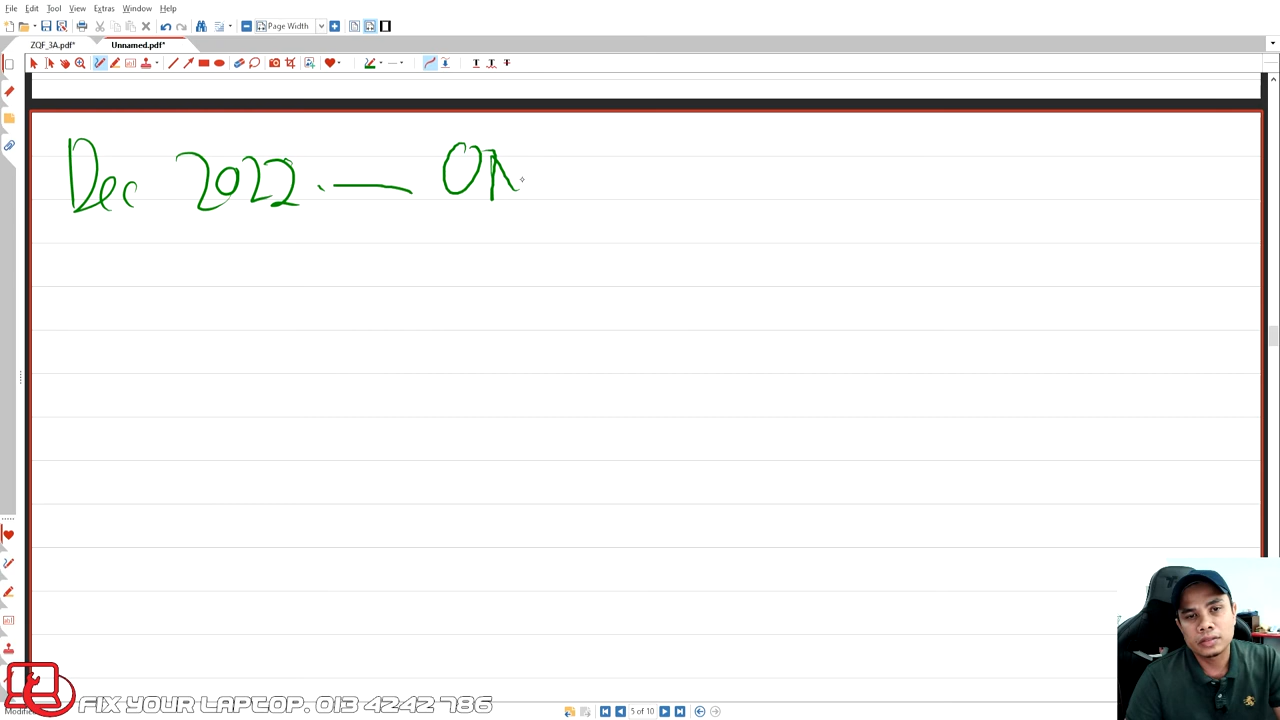 File Edit Tool View Extras Window Help
Page Width
ZQF_3A.pdf* Unnamed.pdf*
Dec 2022. —
5 of 10
FIX YOUR LAPTOP. 013 4242 786